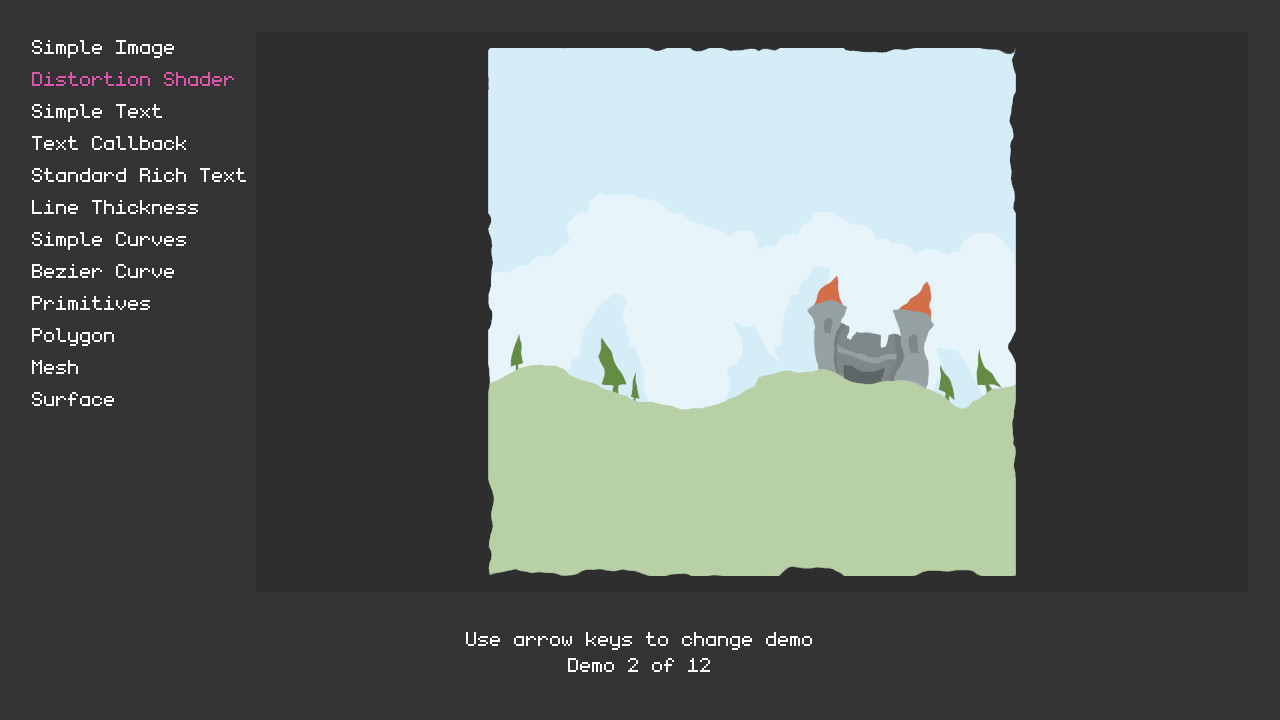 Simple Image
Distortion Shader
Simple Text
Text Callback
Standard Rich Text
Line Thickness
Simple Curves
Bezier Curve
Primitives
Polygon
Mesh
Surface
Use arrow keys to change demo
Demo 2 of 12